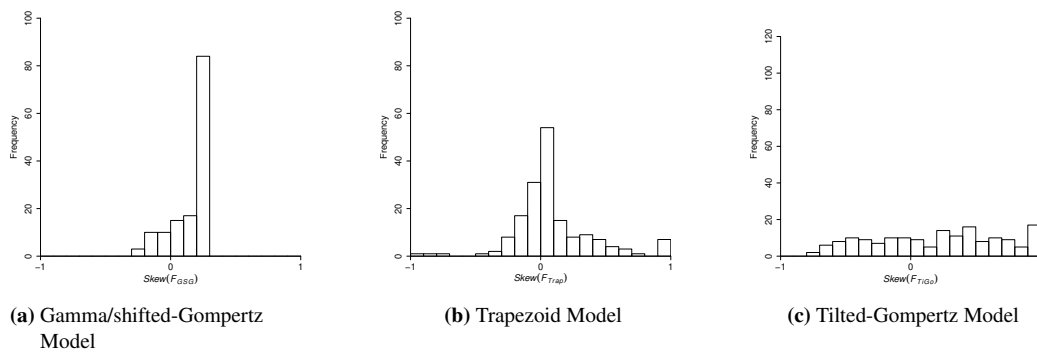 100
80
60
40
20
0
Frequency
−1
0
1
Skew(F_GSG)
(a) Gamma/shifted-Gompertz
Model
100
80
60
40
20
0
Frequency
−1
0
1
Skew(F_Trap)
(b) Trapezoid Model
120
100
80
60
40
20
0
Frequency
−1
0
Skew(F_TiGo)
(c) Tilted-Gompertz Model